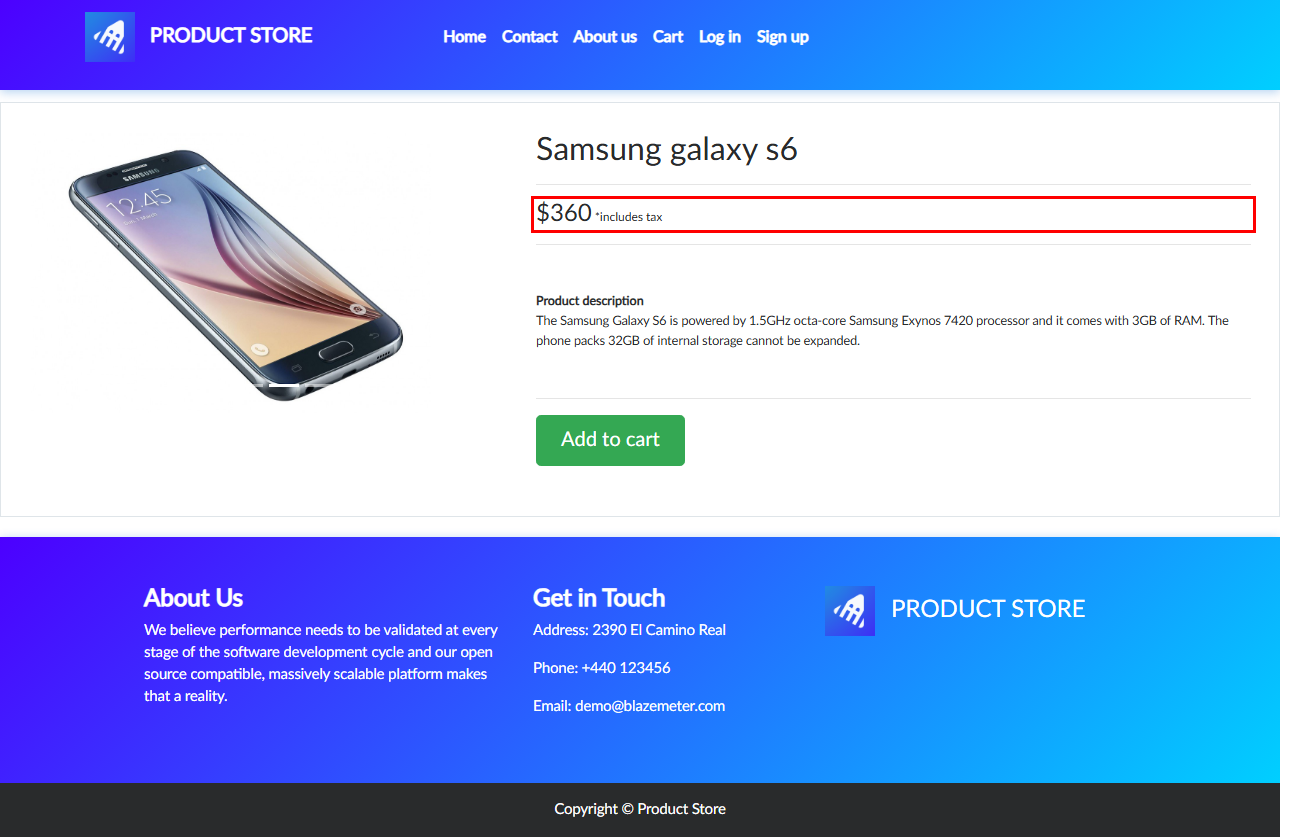 PRODUCT STORE
Home Contact About us Cart Log in Sign up
SAMSUNG
12:45
Samsung galaxy s6
$360 *includes tax
Product description
The Samsung Galaxy S6 is powered by 1.5GHz octa-core Samsung Exynos 7420 processor and it comes with 3GB of RAM. The
phone packs 32GB of internal storage cannot be expanded.
Add to cart
About Us
We believe performance needs to be validated at every
stage of the software development cycle and our open
source compatible, massively scalable platform makes
that a reality.
Get in Touch
Address: 2390 El Camino Real
Phone: +440 123456
Email: demo@blazemeter.com
PRODUCT STORE
Copyright © Product Store